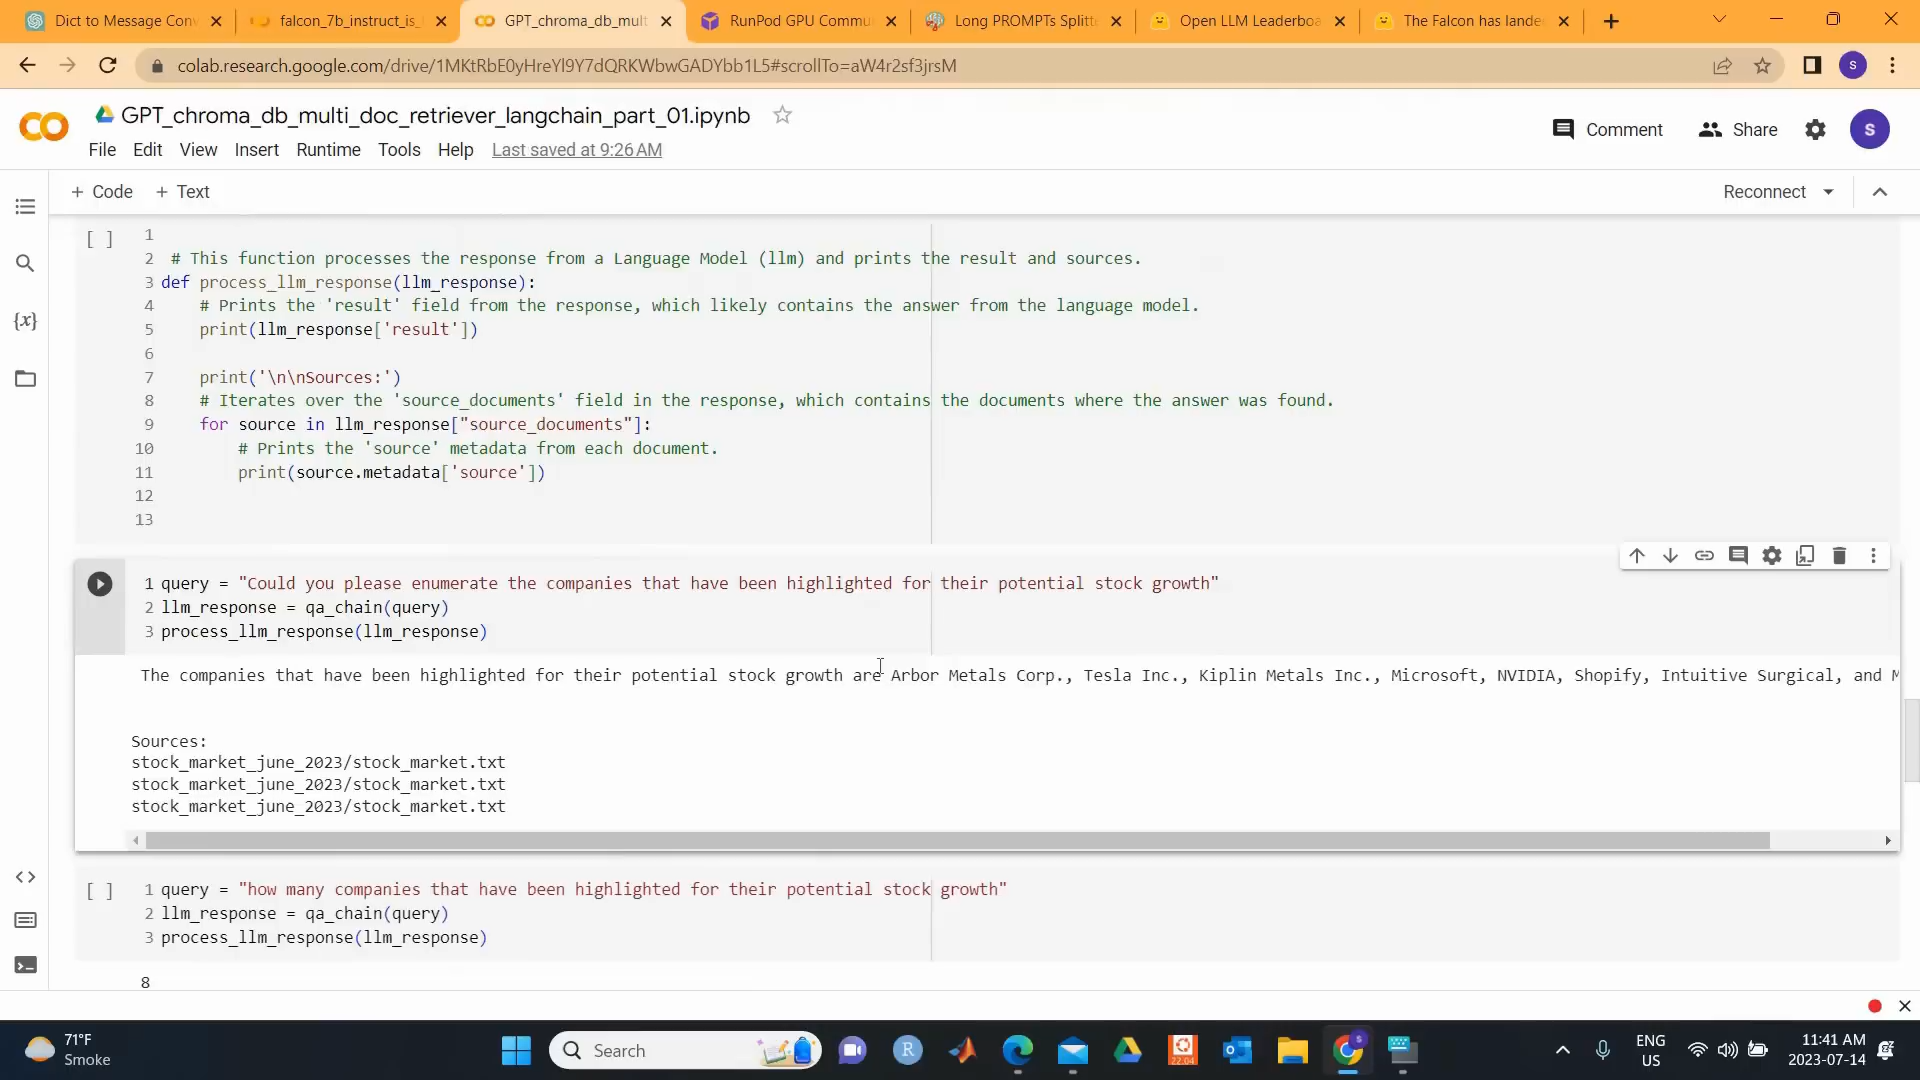 Dict to Message Conv
falcon_7b_instruct_is_
GPT_chroma_db_mult
RunPod GPU Commu
Long PROMPTs Splitte
Open LLM Leaderboa
The Falcon has lande
colab.research.google.com/drive/1MKtRbE0yHreYl9Y7dQRKWbwGADYbb1L5#scrollTo=aW4r2sf3jrsM
S
CO
GPT_chroma_db_multi_doc_retriever_langchain_part_01.ipynb
Comment
Share
S
File Edit View Insert Runtime Tools Help Last saved at 9:26 AM
+ Code + Text
Reconnect
[ ]
1
2 # This function processes the response from a Language Model (llm) and prints the result and sources.
3 def process_llm_response(llm_response):
4 # Prints the 'result' field from the response, which likely contains the answer from the language model.
5 print(llm_response['result'])
6
7 print('\n\nSources:')
8 # Iterates over the 'source_documents' field in the response, which contains the documents where the answer was found.
9 for source in llm_response["source_documents"]:
10 # Prints the 'source' metadata from each document.
11 print(source.metadata['source'])
12
13
{x}
1 query = "Could you please enumerate the companies that have been highlighted for their potential stock growth"
2 llm_response = qa_chain(query)
3 process_llm_response(llm_response)
The companies that have been highlighted for their potential stock growth are Arbor Metals Corp., Tesla Inc., Kiplin Metals Inc., Microsoft, NVIDIA, Shopify, Intuitive Surgical, and M
Sources:
stock_market_june_2023/stock_market.txt
stock_market_june_2023/stock_market.txt
stock_market_june_2023/stock_market.txt
[ ]
1 query = "how many companies that have been highlighted for their potential stock growth"
2 llm_response = qa_chain(query)
3 process_llm_response(llm_response)
8
71°F
Smoke
Search
R
22.04
ENG
US
11:41 AM
2023-07-14